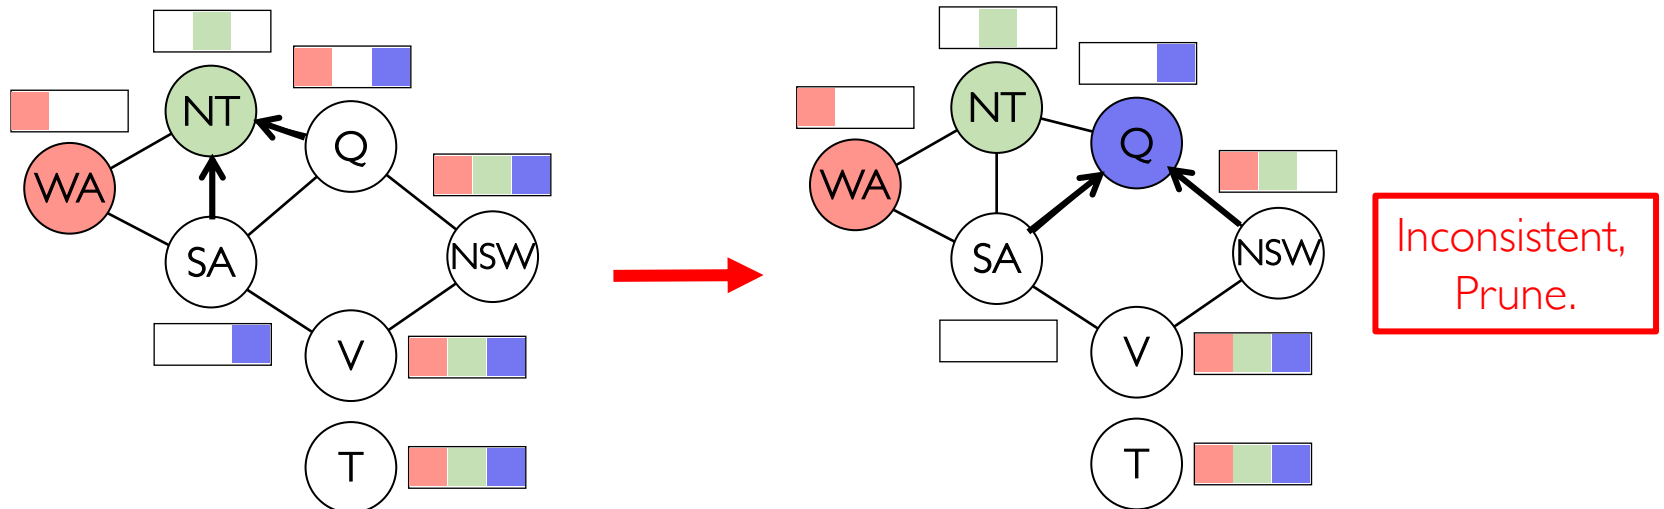 NT
Q
WA
SA
NSW
V
T
NT
Q
WA
SA
NSW
V
T
Inconsistent,
Prune.